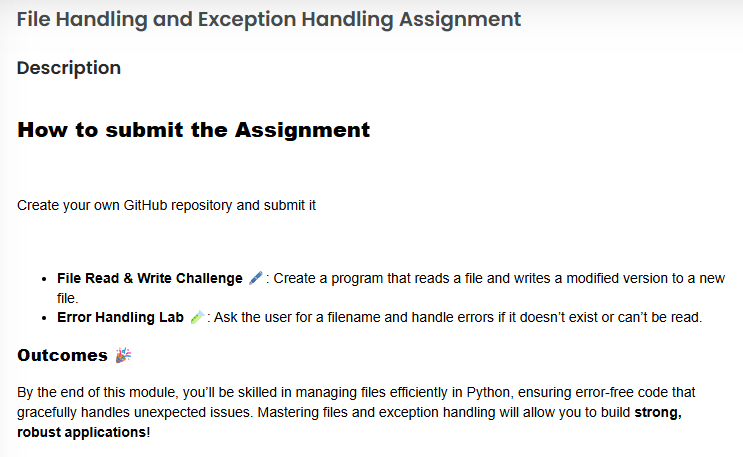 File Handling and Exception Handling Assignment
Description
How to submit the Assignment
Create your own GitHub repository and submit it
• File Read & Write Challenge 🖊️: Create a program that reads a file and writes a modified version to a new
file.
• Error Handling Lab 🧪: Ask the user for a filename and handle errors if it doesn’t exist or can’t be read.
Outcomes 🎉
By the end of this module, you’ll be skilled in managing files efficiently in Python, ensuring error-free code that
gracefully handles unexpected issues. Mastering files and exception handling will allow you to build strong,
robust applications!